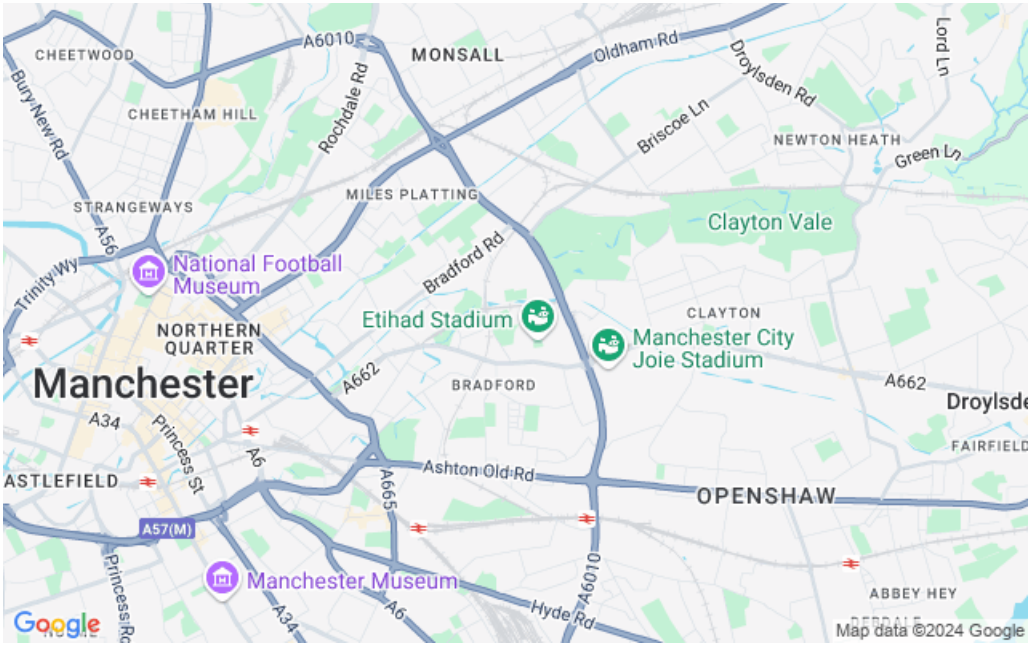 CHEETWOOD
A6010
MONSALL
Oldham Rd
Lord Ln
Droylsden Rd
Bury New Rd
CHEETHAM HILL
Rochdale Rd
Briscoe Ln
NEWTON HEATH
Green Ln
MILES PLATTING
STRANGEWAYS
A56
Clayton Vale
Trinity Wy
National Football
Museum
Bradford Rd
Etihad Stadium
CLAYTON
NORTHERN
QUARTER
Manchester City
Joie Stadium
Manchester
A662
BRADFORD
A662
Droylsde
A34
Princess St
A6
FAIRFIELD
ASTLEFIELD
A665
Ashton Old Rd
OPENSHAW
A57(M)
Princess Rd
Manchester Museum
A6010
ABBEY HEY
A34
A6
Hyde Rd
Google
Map data ©2024 Google